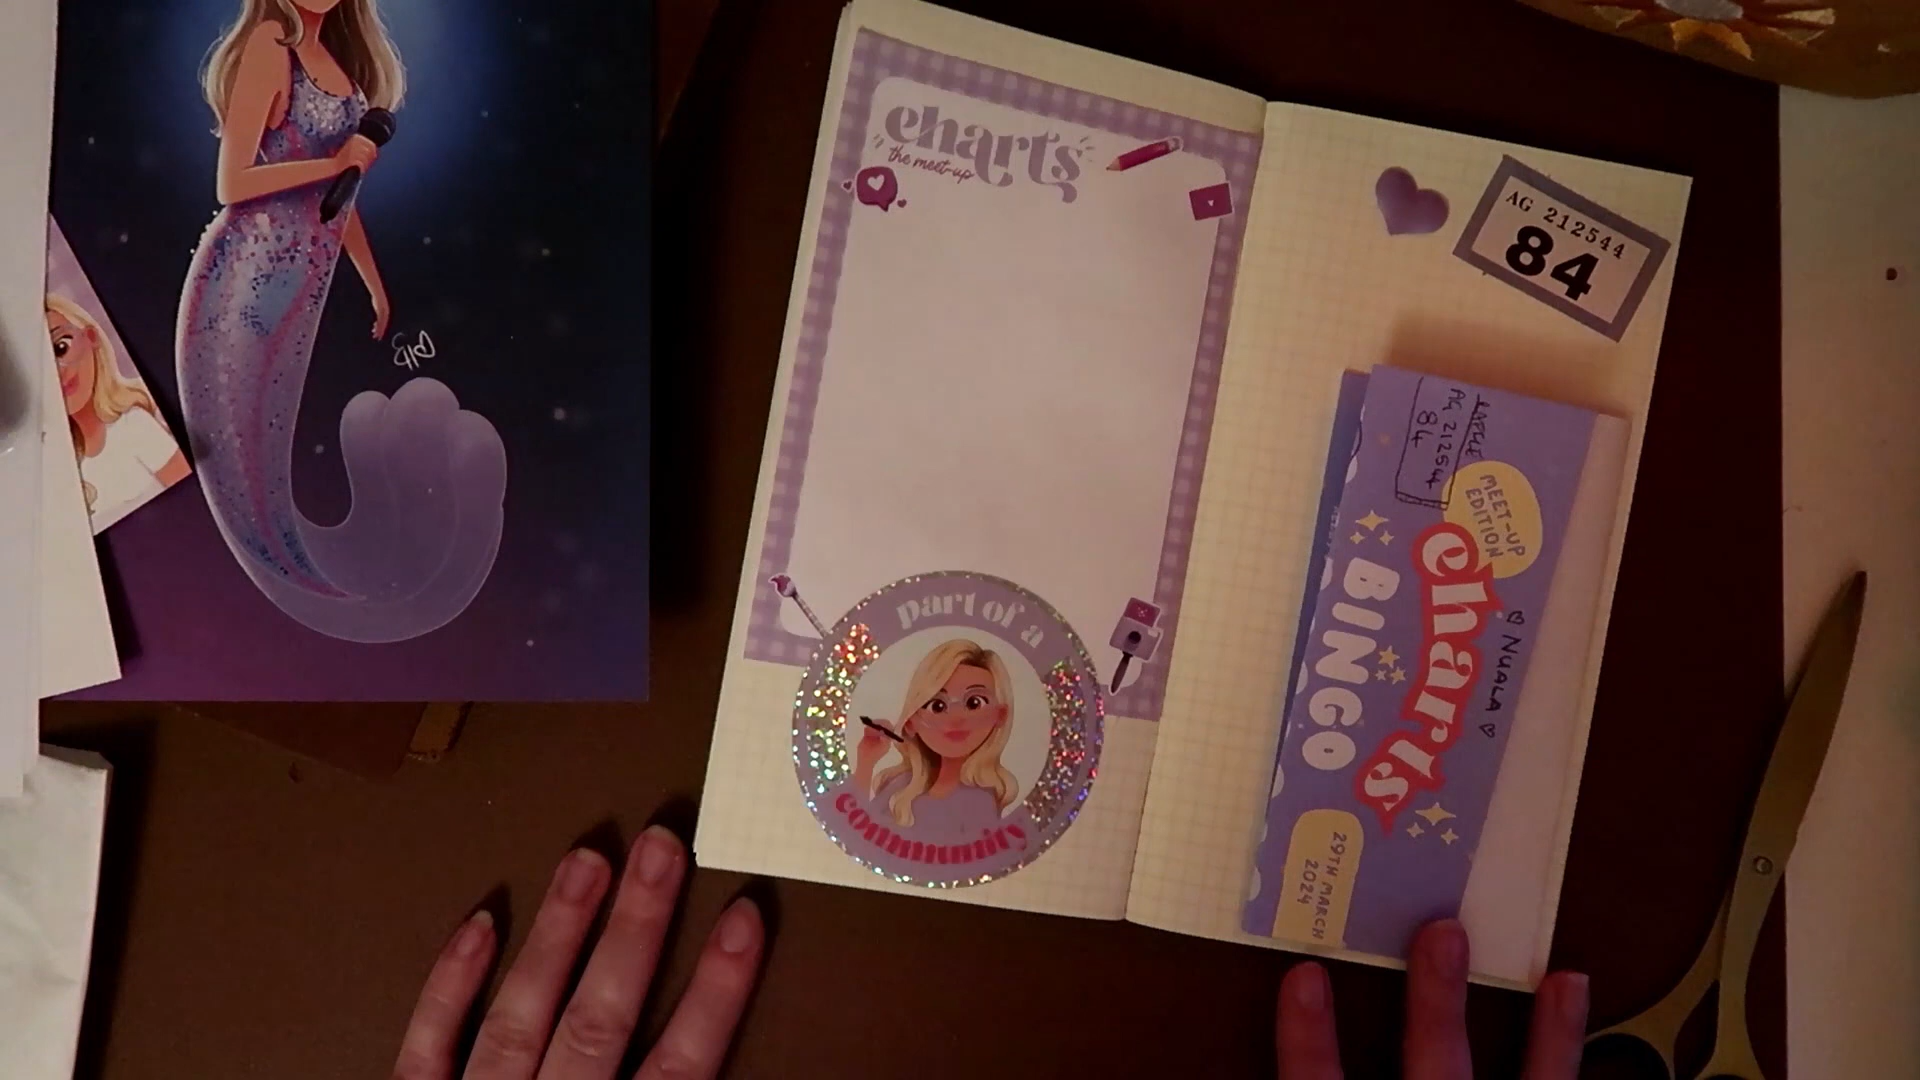 charts
the meet-up
part of a
community
AG 212544
84
RAFFLE
AG 212544
84
MEET-UP
EDITION
charts
BINGO
♡ NUALA ♡
29TH MARCH
2024